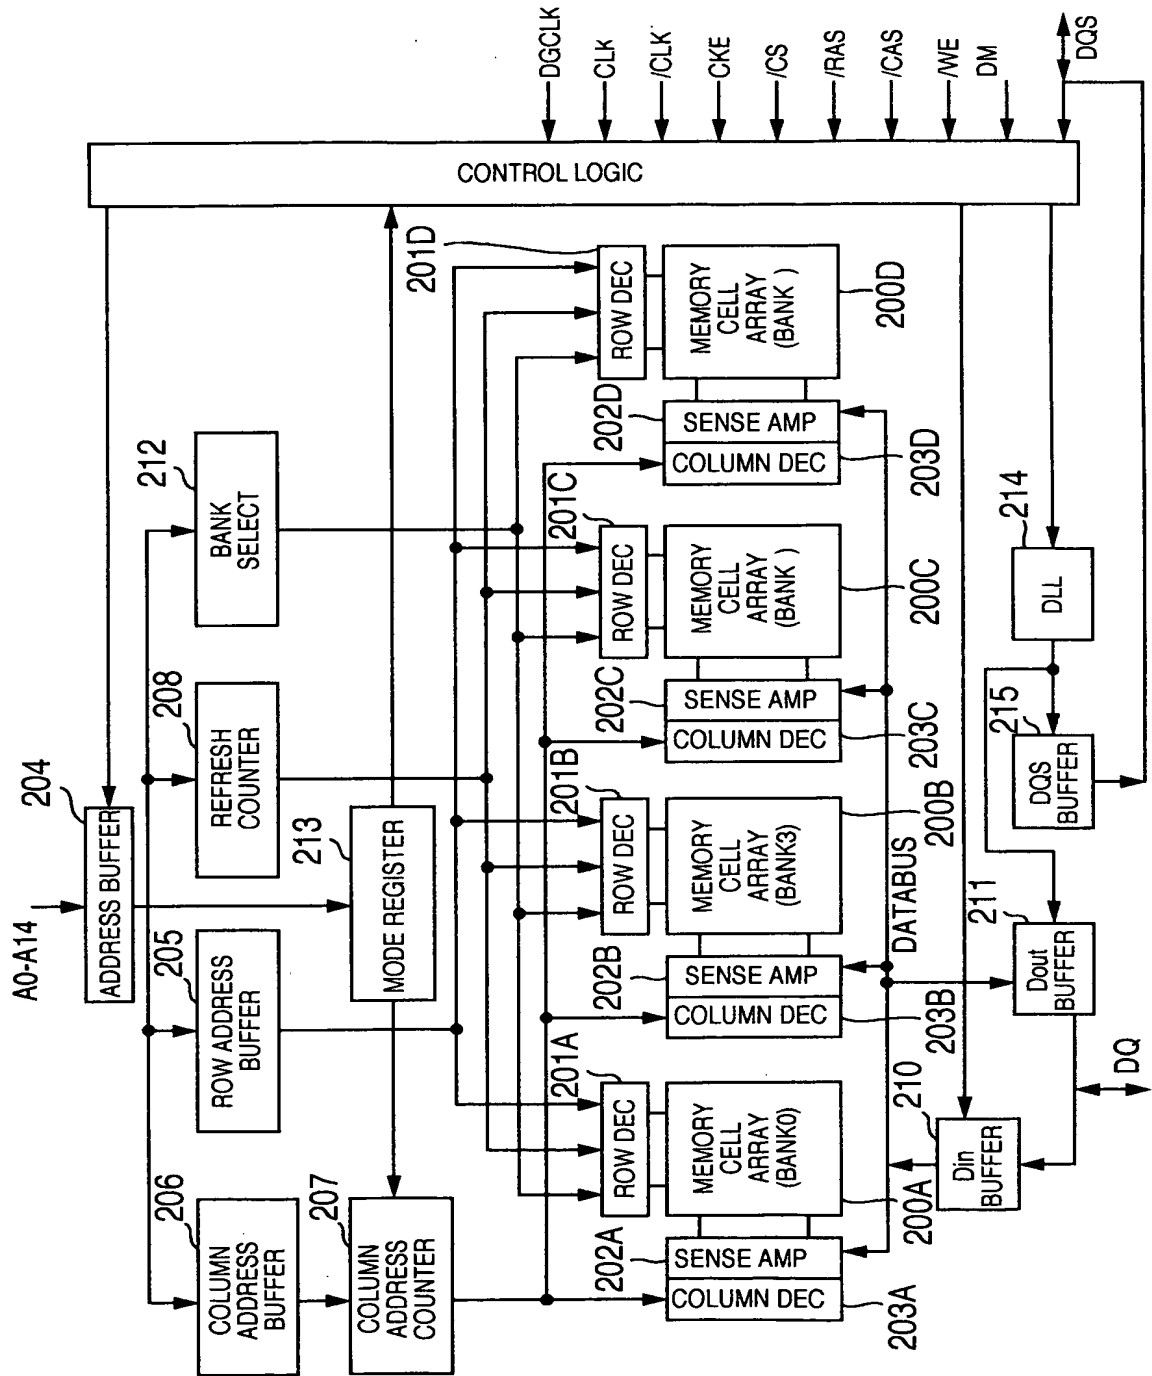 A0-A14
204
ADDRESS BUFFER
206
COLUMN
ADDRESS
BUFFER
205
ROW ADDRESS
BUFFER
208
REFRESH
COUNTER
212
BANK
SELECT
207
COLUMN
ADDRESS
COUNTER
213
MODE REGISTER
CONTROL LOGIC
DGCLK
CLK
/CLK
CKE
/CS
/RAS
/CAS
/WE
DM
DQS
201A
ROW DEC
MEMORY
CELL
ARRAY
(BANK0)
200A
202A
SENSE AMP
COLUMN DEC
203A
201B
ROW DEC
MEMORY
CELL
ARRAY
(BANK3)
200B
202B
SENSE AMP
COLUMN DEC
203B
201C
ROW DEC
MEMORY
CELL
ARRAY
(BANK )
200C
202C
SENSE AMP
COLUMN DEC
203C
201D
ROW DEC
MEMORY
CELL
ARRAY
(BANK )
200D
202D
SENSE AMP
COLUMN DEC
203D
DATABUS
210
Din
BUFFER
211
Dout
BUFFER
215
DQS
BUFFER
214
DLL
DQ